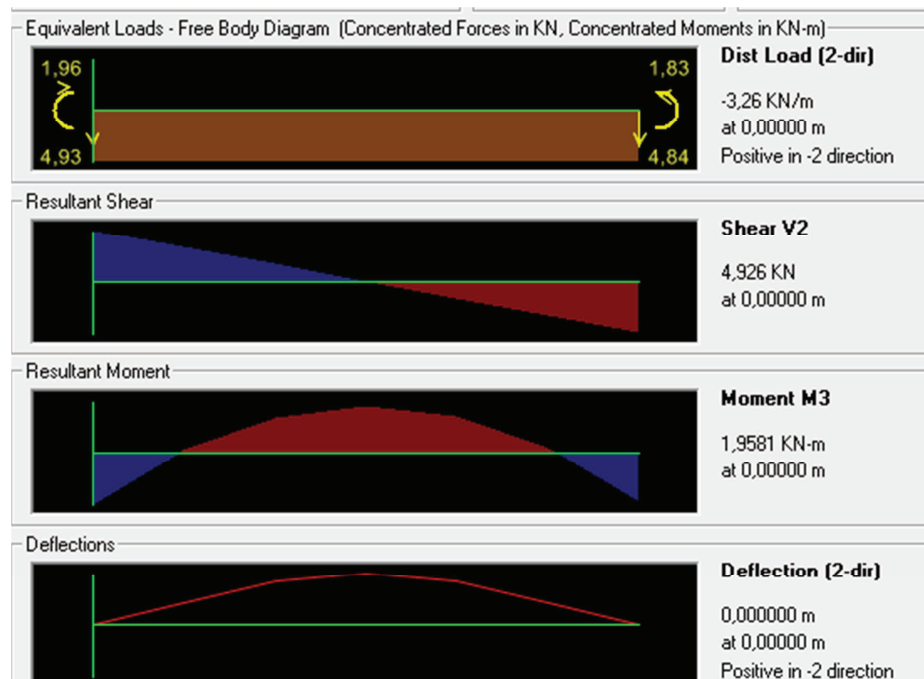 Equivalent Loads - Free Body Diagram (Concentrated Forces in KN, Concentrated Moments in KN-m)
1,96
1,83
4,93
4,84
Dist Load (2-dir)
-3,26 KN/m
at 0,00000 m
Positive in -2 direction
Resultant Shear
Shear V2
4,926 KN
at 0,00000 m
Resultant Moment
Moment M3
1,9581 KN-m
at 0,00000 m
Deflections
Deflection (2-dir)
0,000000 m
at 0,00000 m
Positive in -2 direction